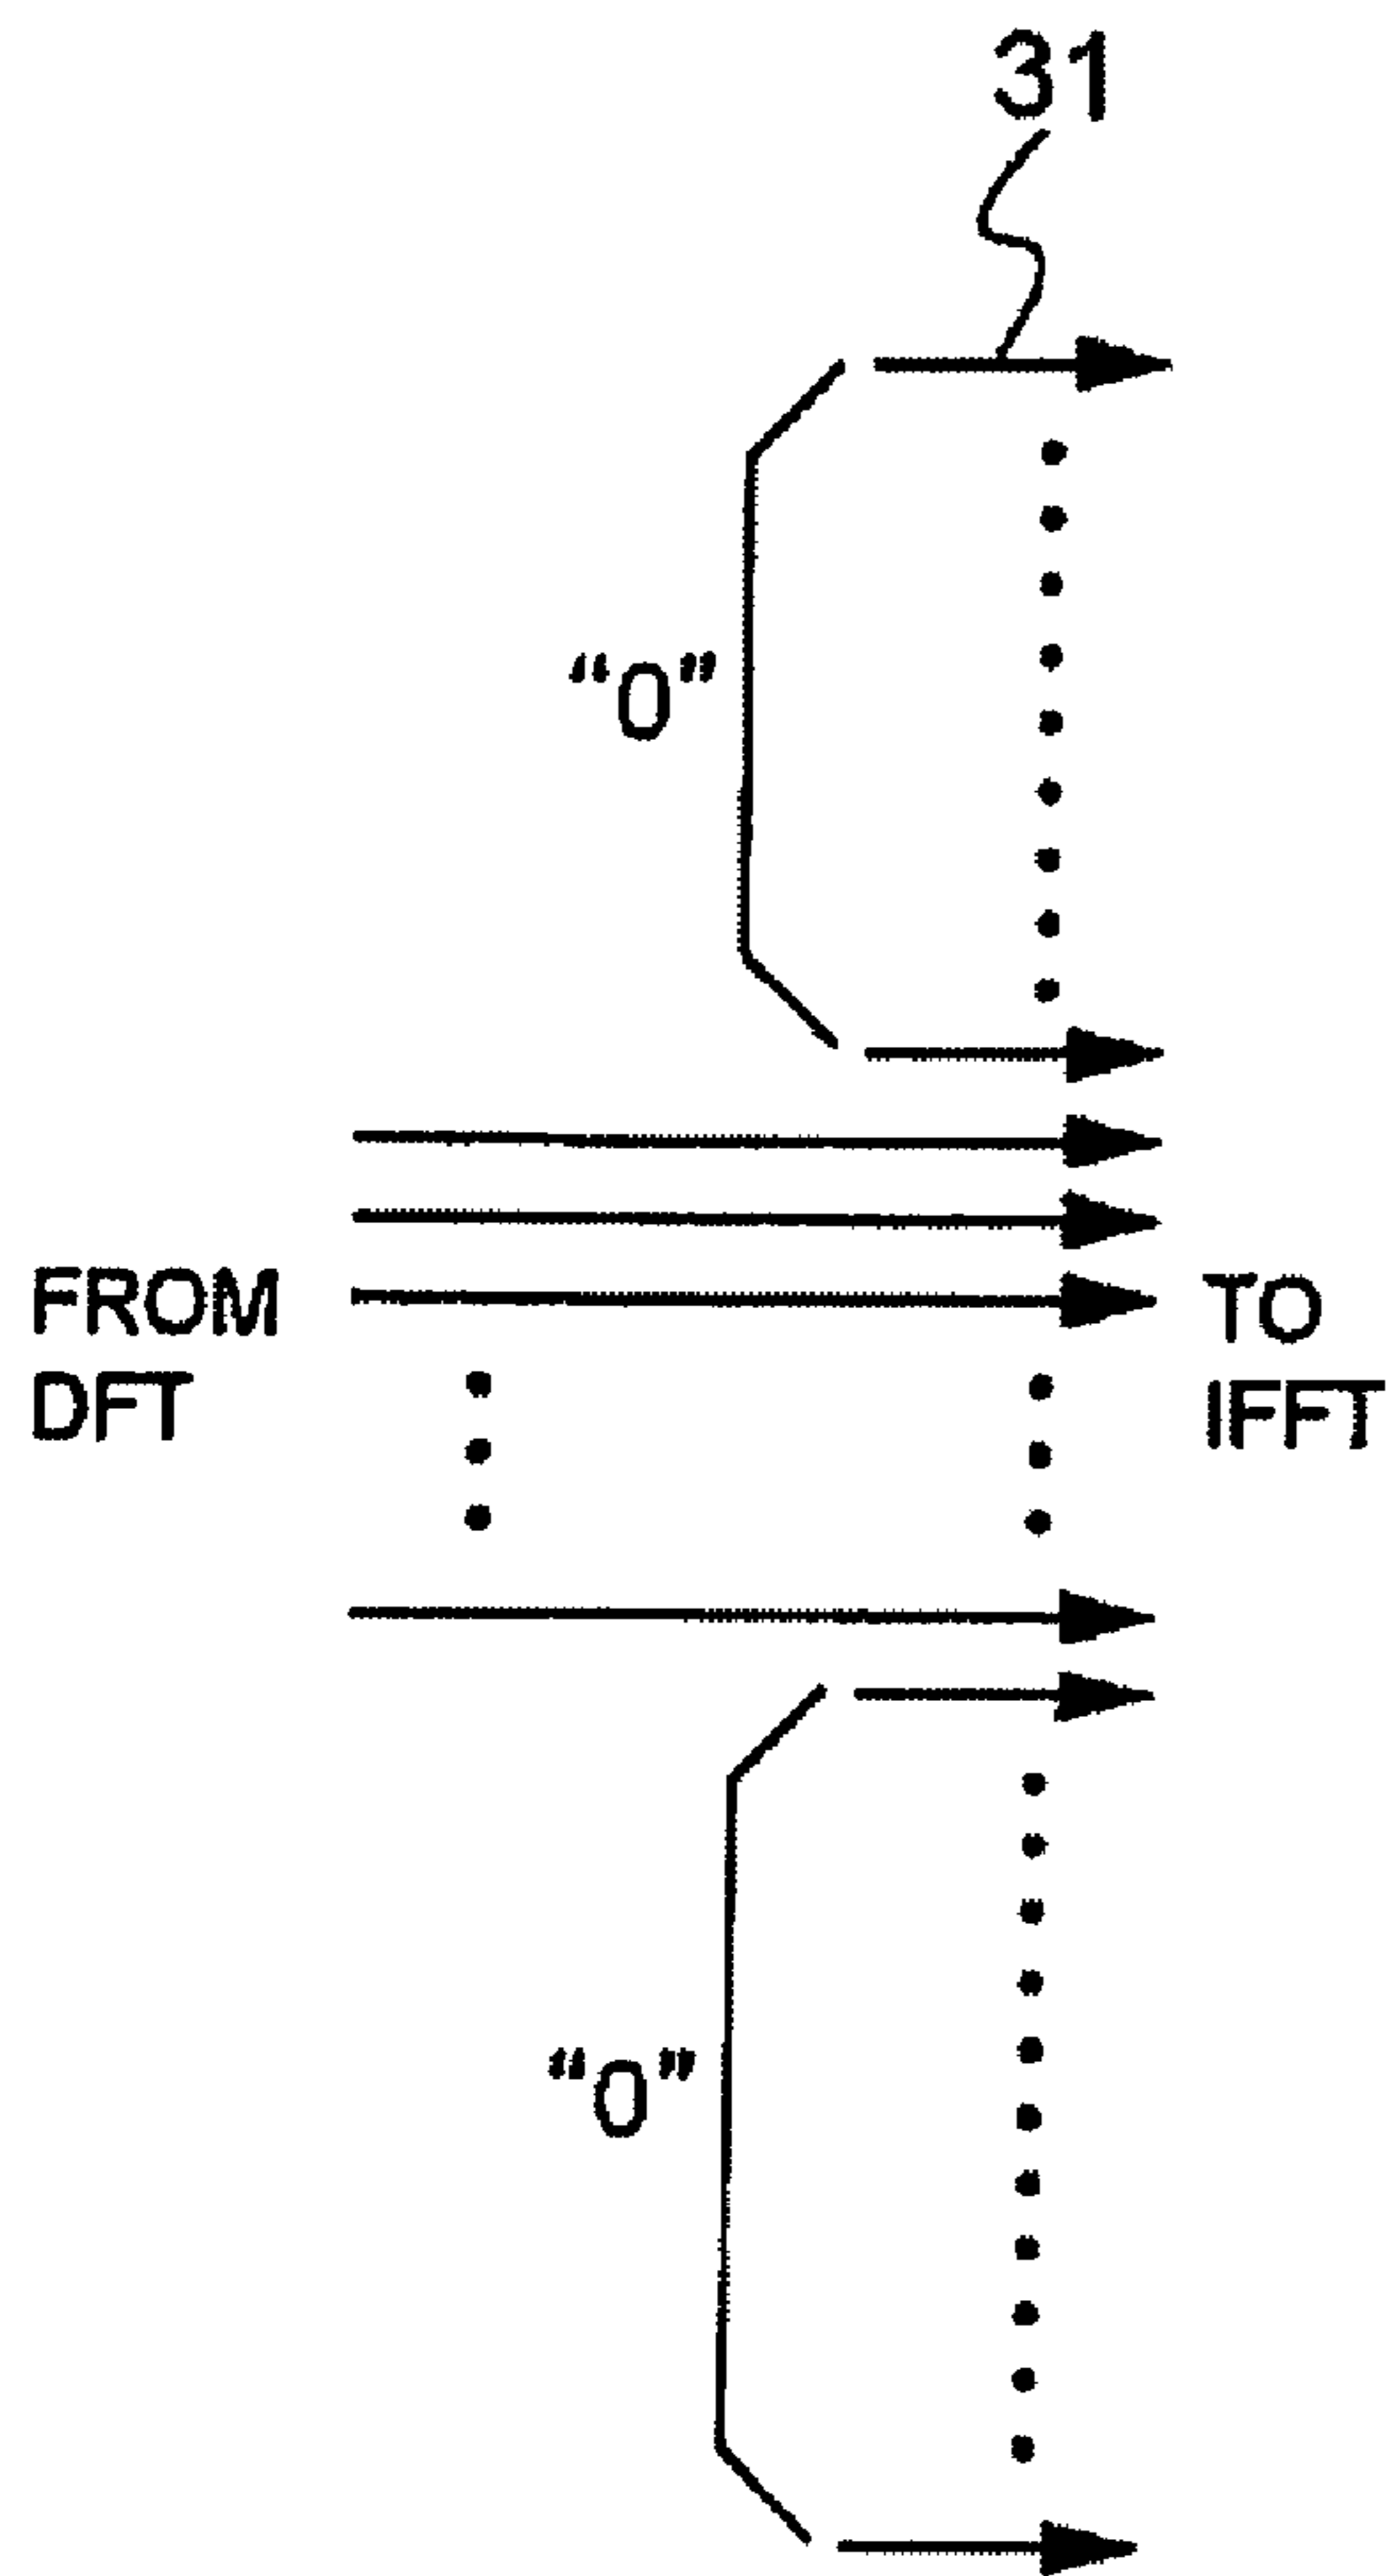 31
“0”
FROM
DFT
TO
IFFT
“0”